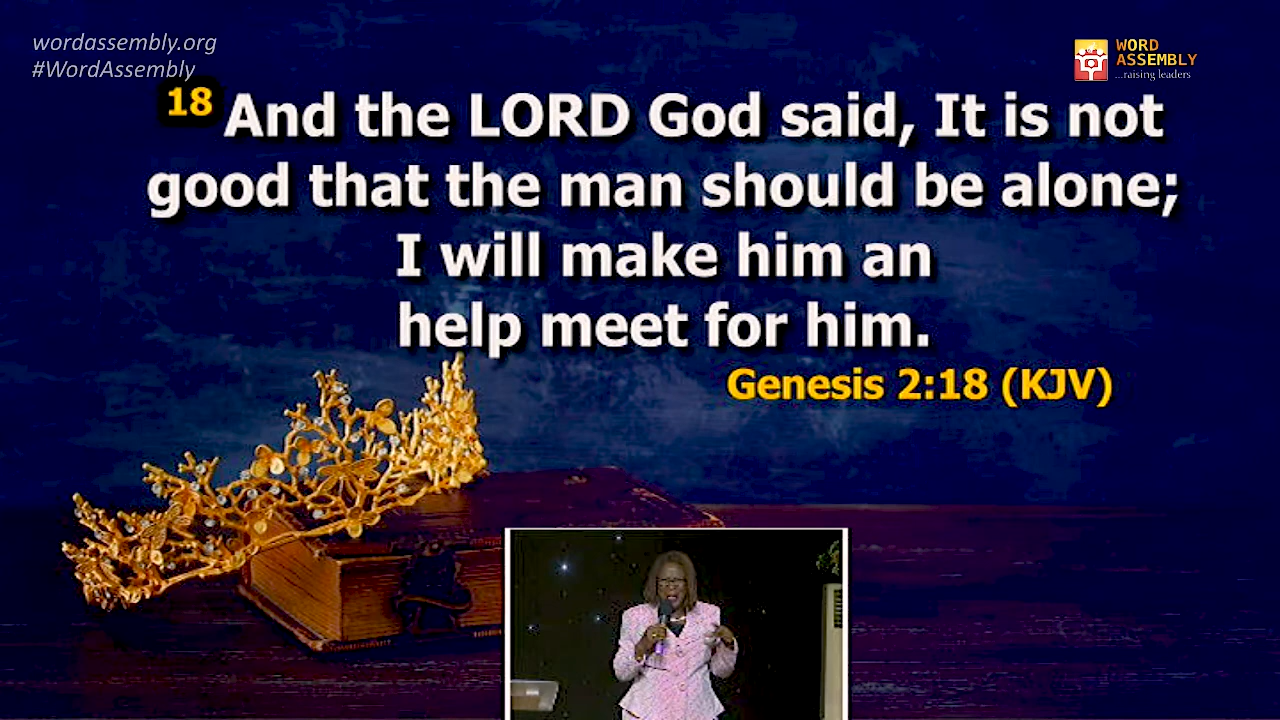 wordassembly.org
#WordAssembly
WORD
ASSEMBLY
...raising leaders
18 And the LORD God said, It is not
good that the man should be alone;
I will make him an
help meet for him.
Genesis 2:18 (KJV)